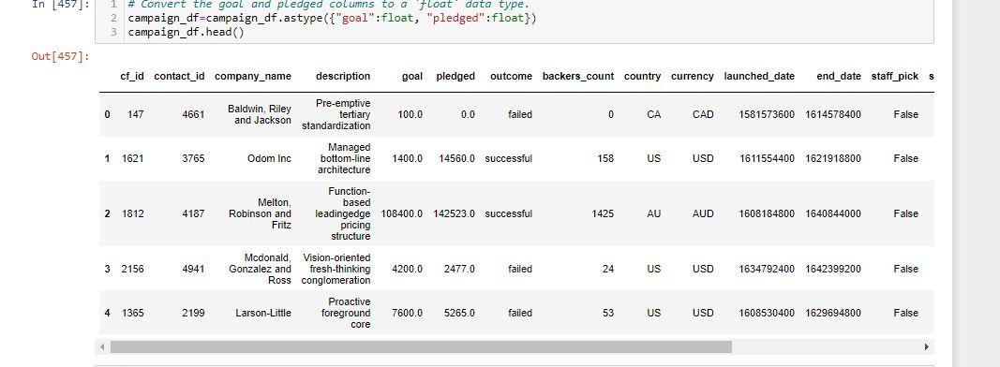 In [457]:
1 # Convert the goal and pledged columns to a 'float' data type.
2 campaign_df=campaign_df.astype({"goal":float, "pledged":float})
3 campaign_df.head()
Out[457]:
cf_id contact_id company_name description goal pledged outcome backers_count country currency launched_date end_date staff_pick s
0 147 4661 Baldwin, Riley and Jackson Pre-emptive tertiary standardization 100.0 0.0 failed 0 CA CAD 1581573600 1614578400 False
1 1621 3765 Odom Inc Managed bottom-line architecture 1400.0 14560.0 successful 158 US USD 1611554400 1621918800 False
2 1812 4187 Melton, Robinson and Fritz Function-based leadingedge pricing structure 108400.0 142523.0 successful 1425 AU AUD 1608184800 1640844000 False
3 2156 4941 Mcdonald, Gonzalez and Ross Vision-oriented fresh-thinking conglomeration 4200.0 2477.0 failed 24 US USD 1634792400 1642399200 False
4 1365 2199 Larson-Little Proactive foreground core 7600.0 5265.0 failed 53 US USD 1608530400 1629694800 False